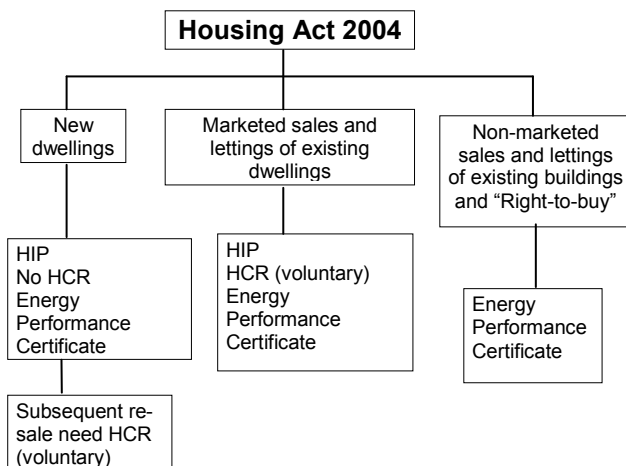 Housing Act 2004
New
dwellings
Marketed sales and
lettings of existing
dwellings
Non-marketed
sales and lettings
of existing buildings
and “Right-to-buy”
HIP
No HCR
Energy
Performance
Certificate
HIP
HCR (voluntary)
Energy
Performance
Certificate
Energy
Performance
Certificate
Subsequent re-
sale need HCR
(voluntary)